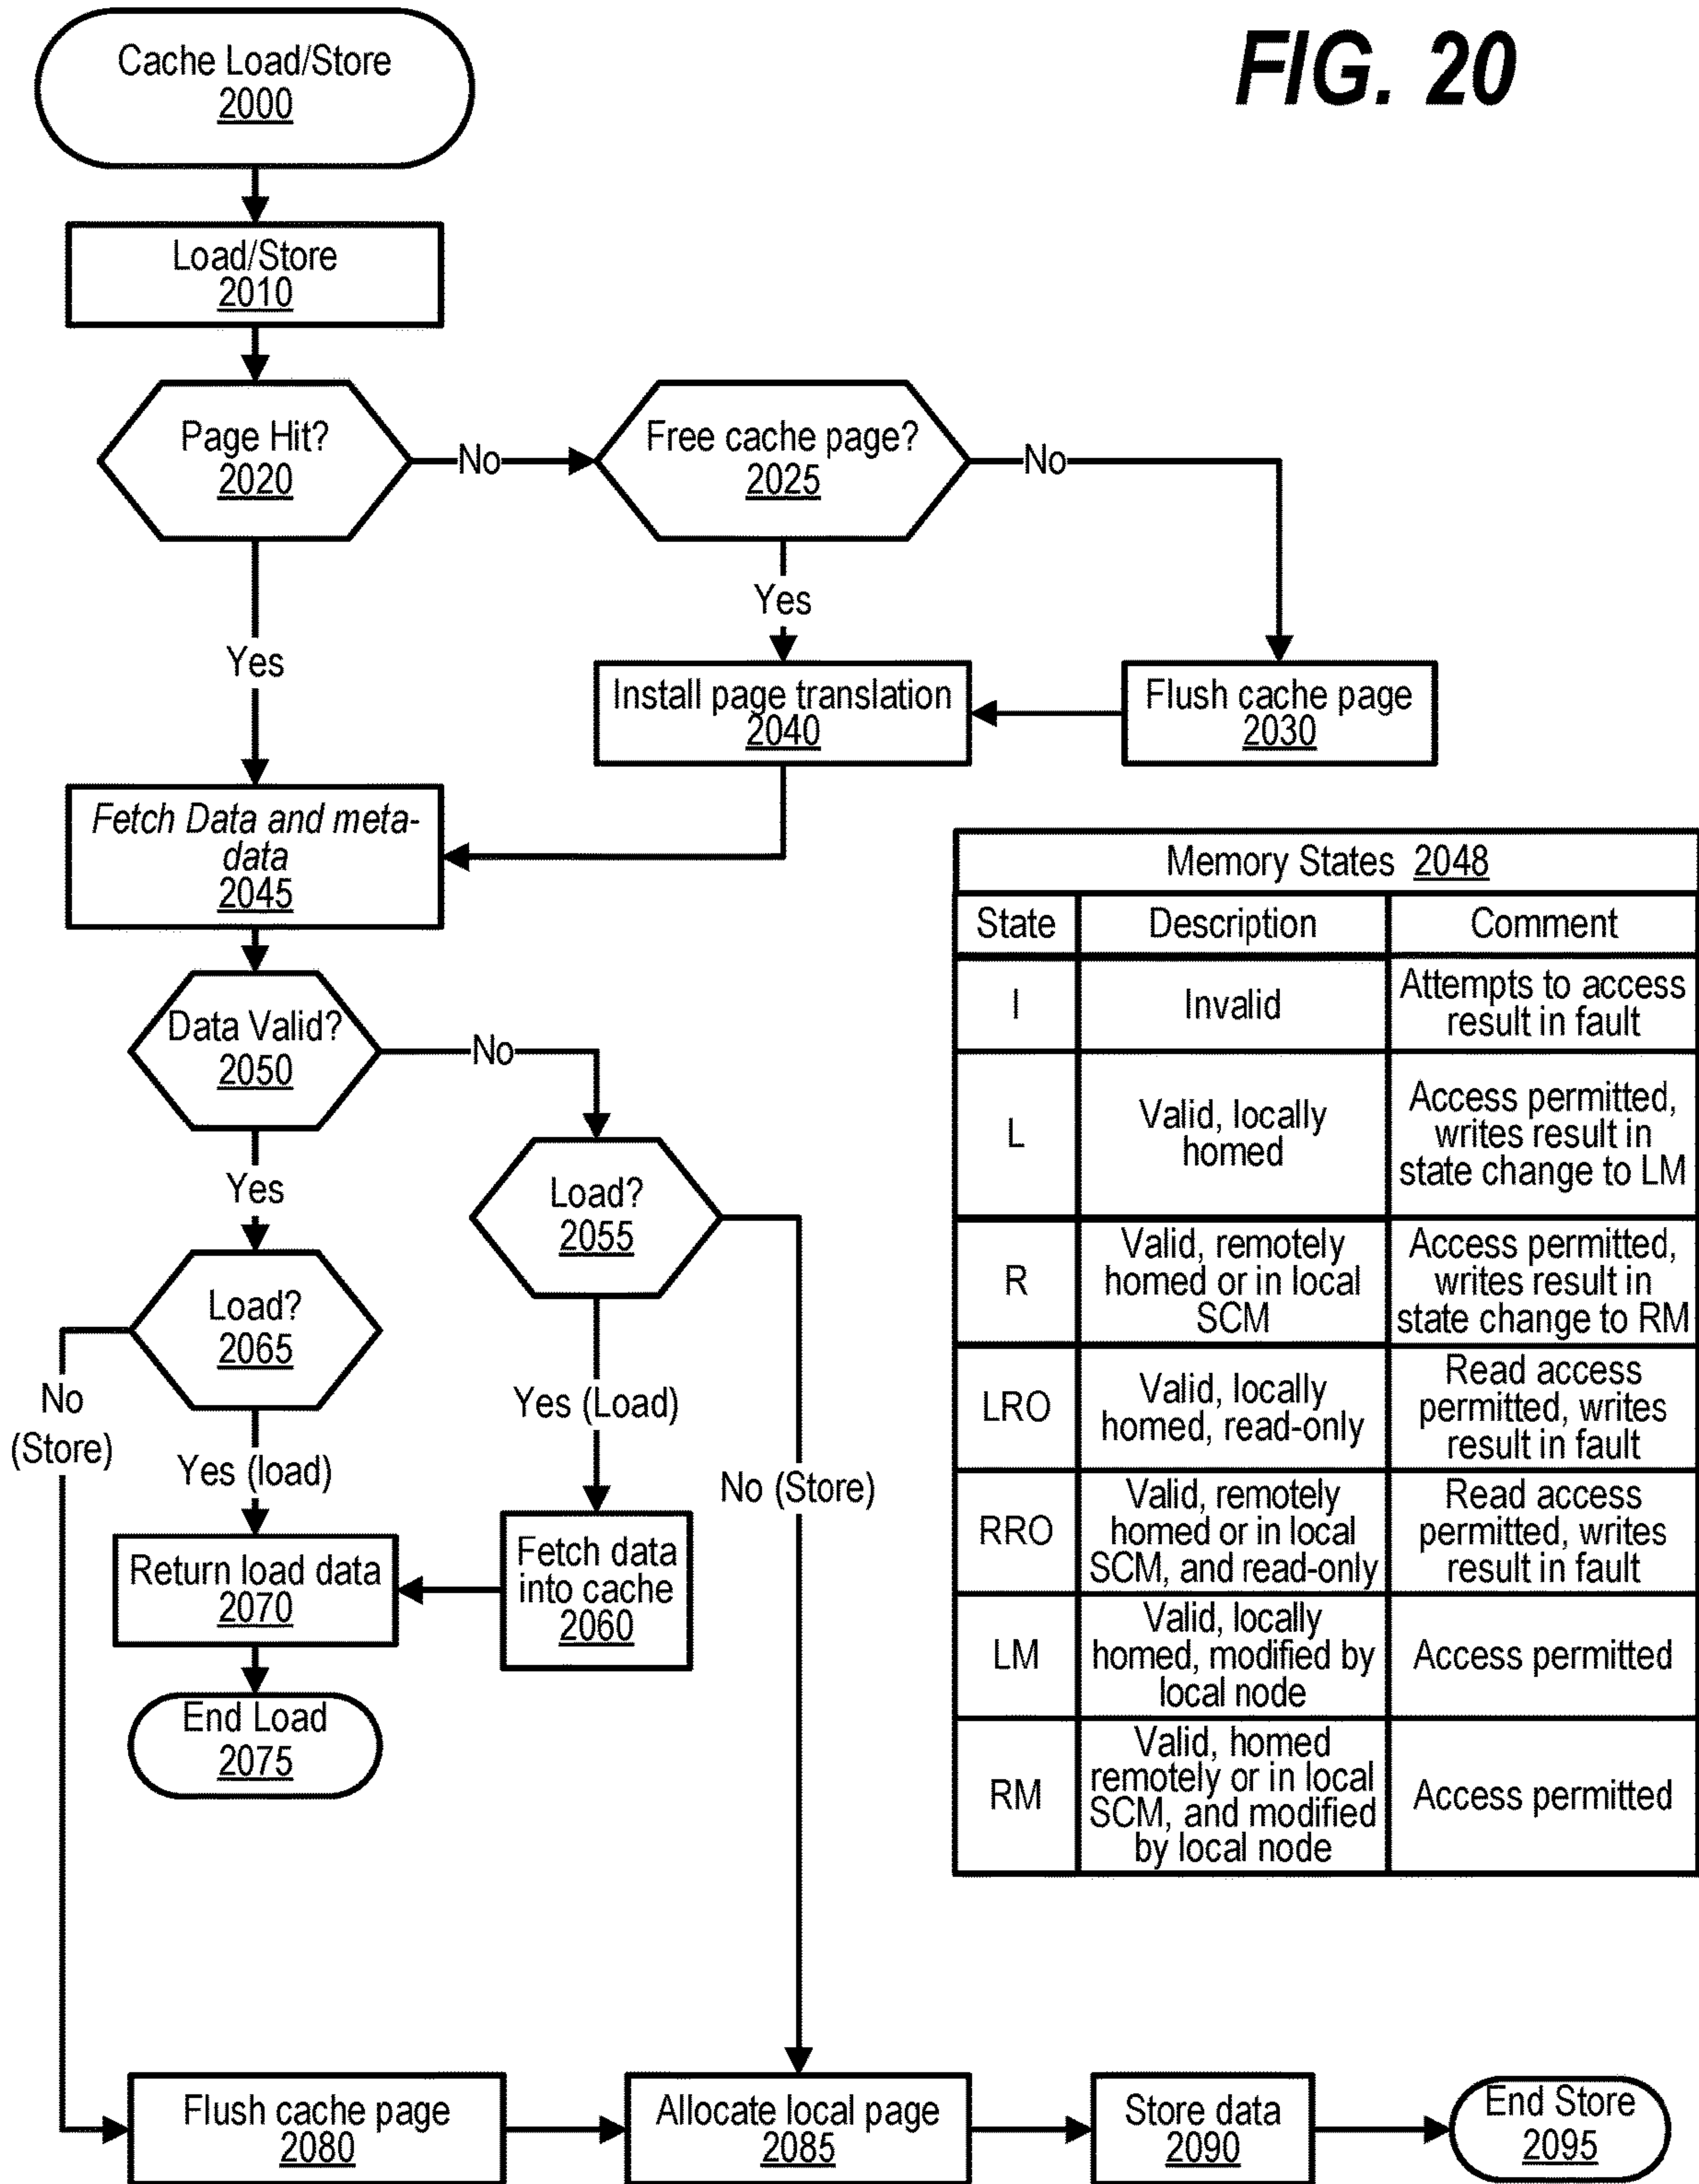 FIG. 20
Cache Load/Store
2000
Load/Store
2010
Page Hit?
2020
No
Free cache page?
2025
No
Yes
Yes
Install page translation
2040
Flush cache page
2030
Fetch Data and meta-
data
2045
Data Valid?
2050
No
Yes
Load?
2055
Load?
2065
No
(Store)
Yes (load)
Yes (Load)
No (Store)
Return load data
2070
Fetch data
into cache
2060
End Load
2075
Memory States 2048
State
Description
Comment
I
Invalid
Attempts to access
result in fault
L
Valid, locally
homed
Access permitted,
writes result in
state change to LM
R
Valid, remotely
homed or in local
SCM
Access permitted,
writes result in
state change to RM
LRO
Valid, locally
homed, read-only
Read access
permitted, writes
result in fault
RRO
Valid, remotely
homed or in local
SCM, and read-only
Read access
permitted, writes
result in fault
LM
Valid, locally
homed, modified by
local node
Access permitted
RM
Valid, homed
remotely or in local
SCM, and modified
by local node
Access permitted
Flush cache page
2080
Allocate local page
2085
Store data
2090
End Store
2095